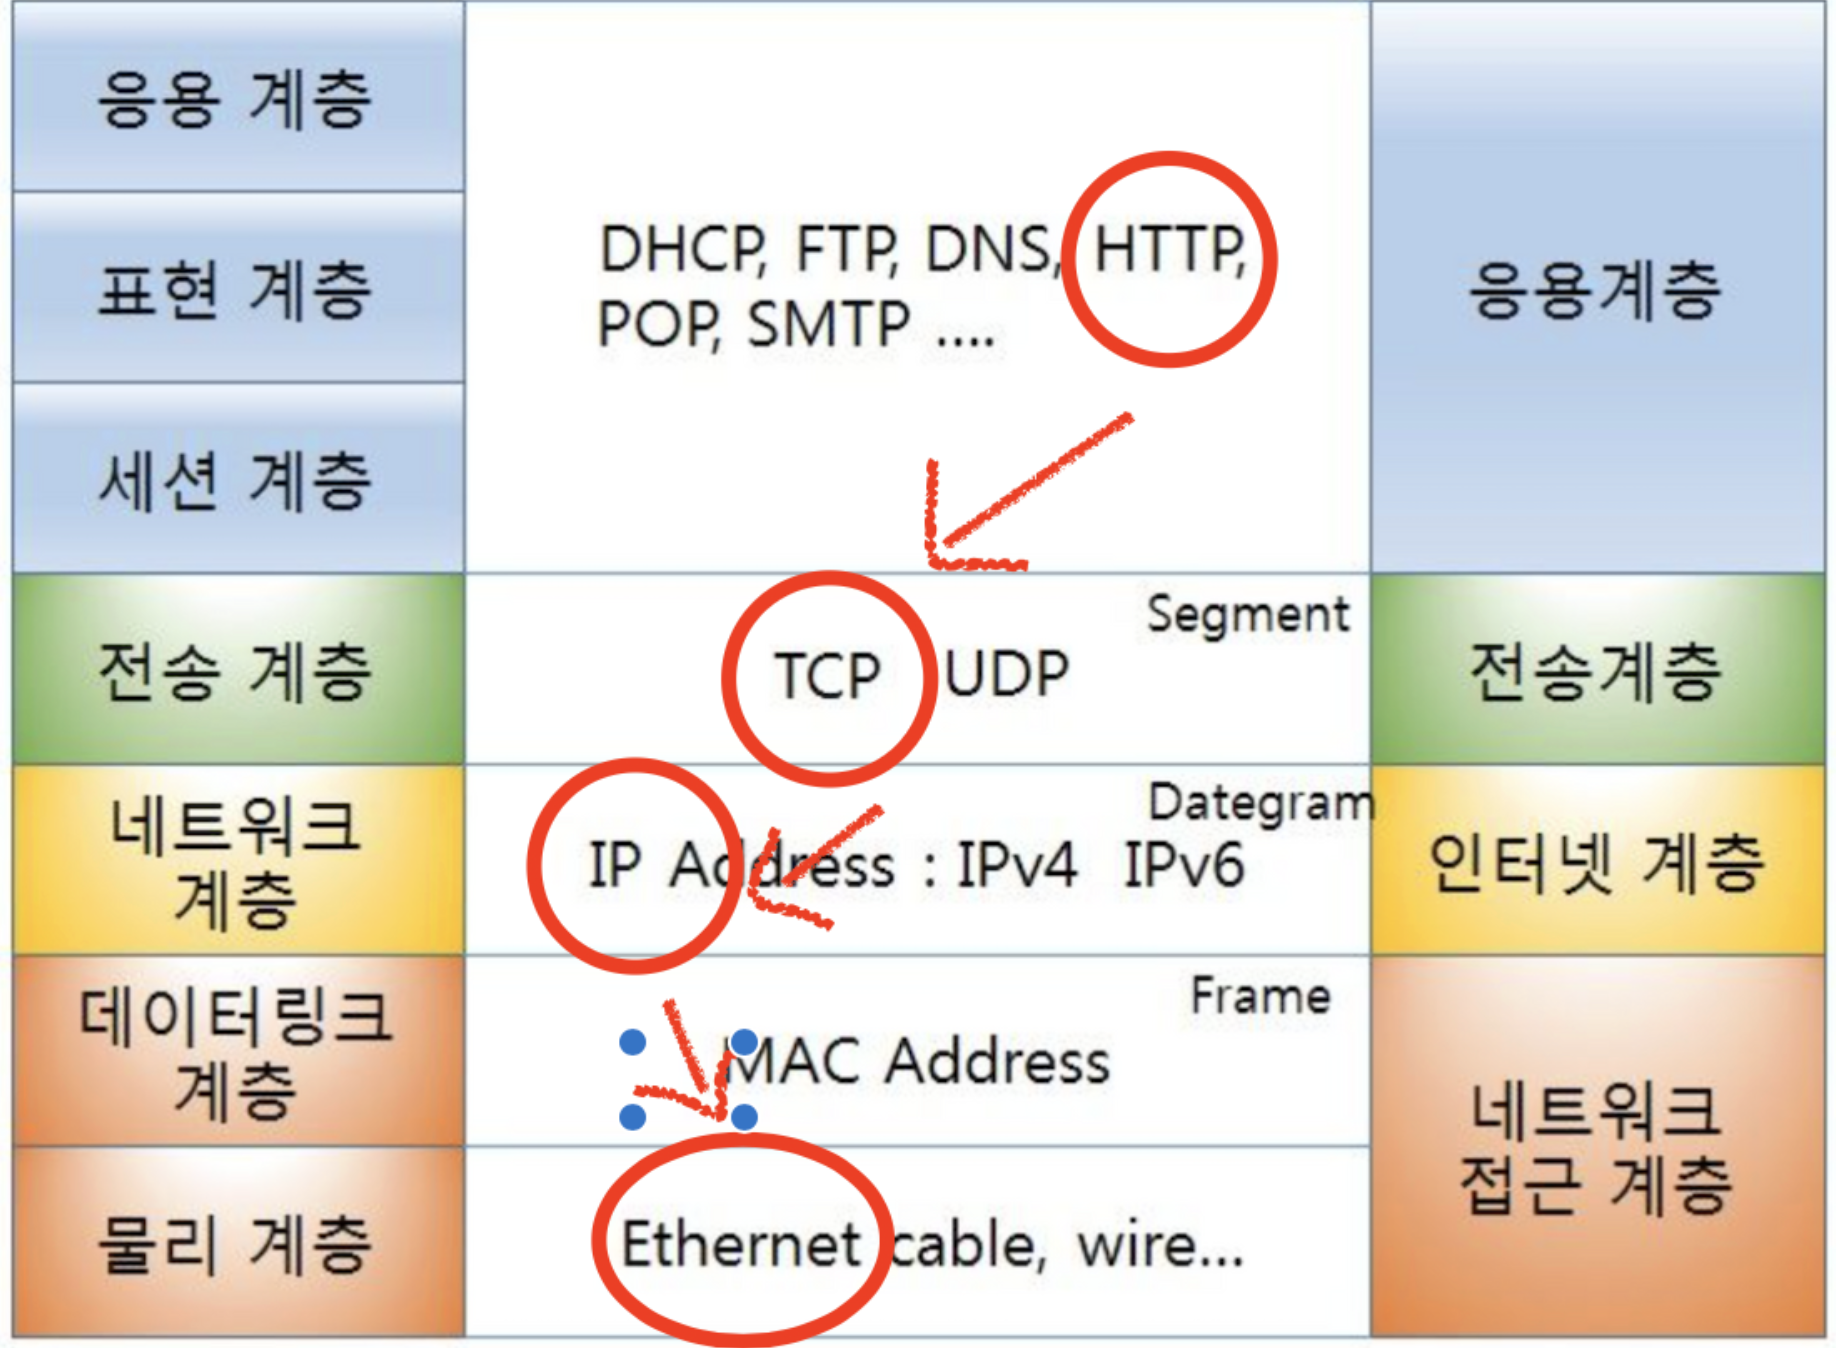 응용 계층
표현 계층
세션 계층
DHCP, FTP, DNS, HTTP,
POP, SMTP ....
응용계층
전송 계층
Segment
TCP UDP
전송계층
네트워크
계층
Dategram
IP Address : IPv4 IPv6
인터넷 계층
데이터링크
계층
Frame
MAC Address
네트워크
접근 계층
물리 계층
Ethernet cable, wire...